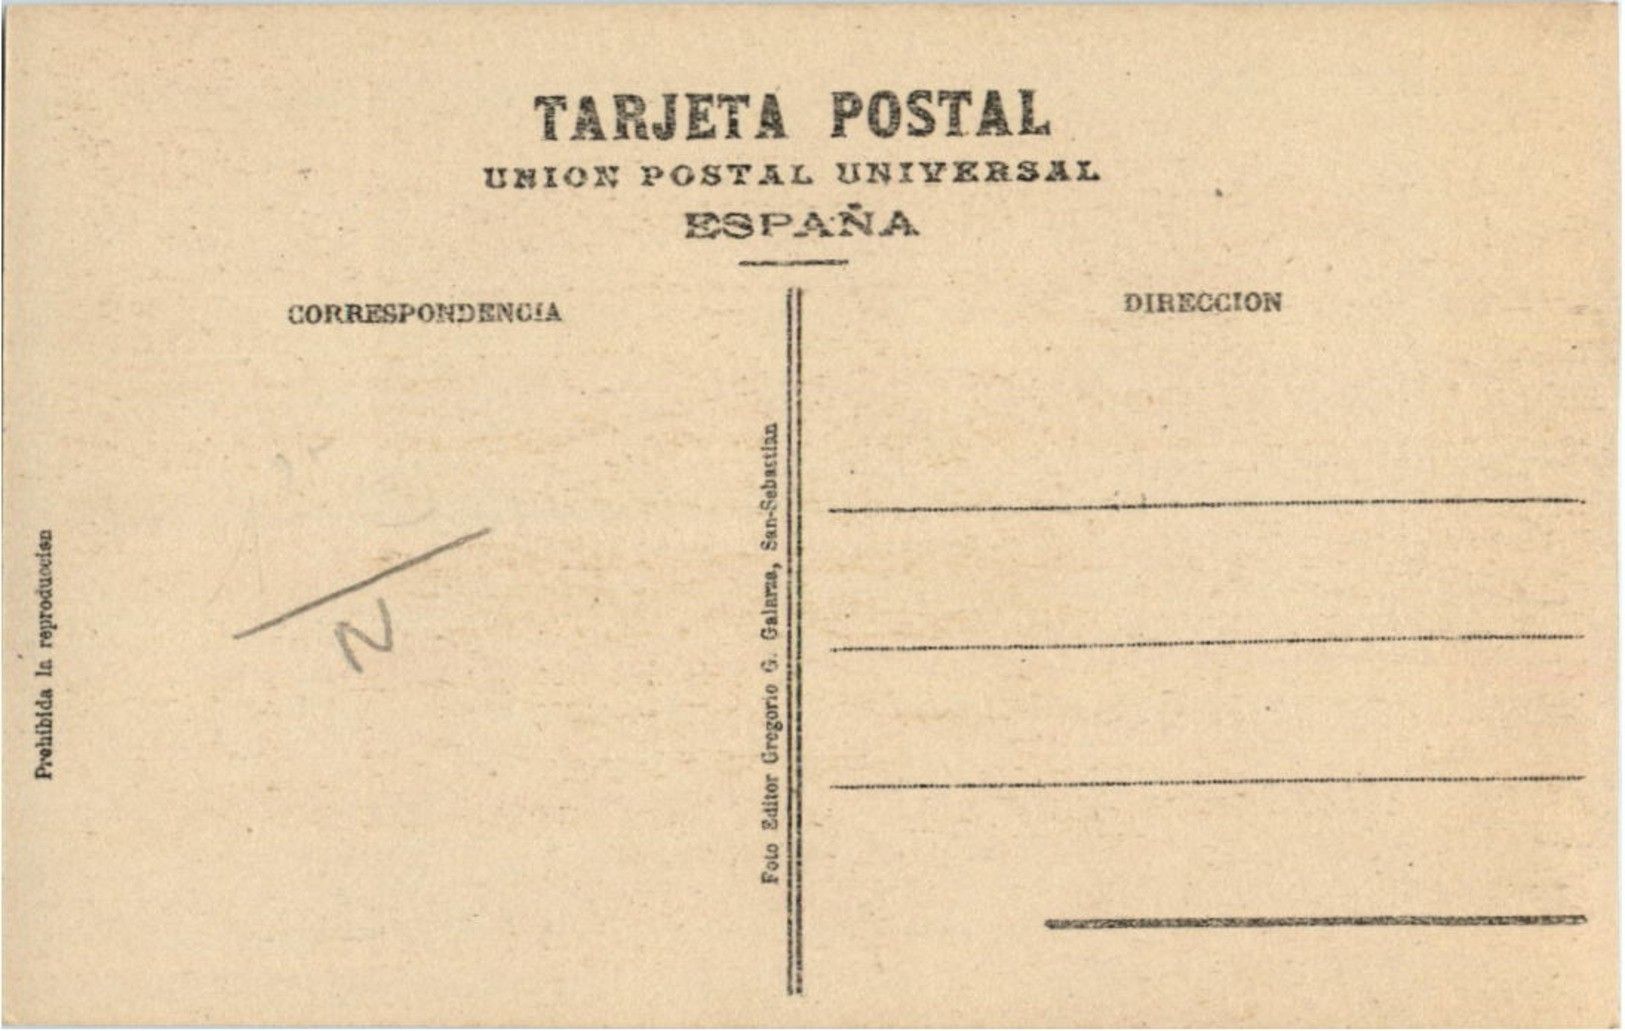 TARJETA POSTAL
UNION POSTAL UNIVERSAL
ESPAÑA
CORRESPONDENCIA
DIRECCION
Prohibida la reproduccion
Foto Editor Gregorio G. Galarza, San-Sebastian
N